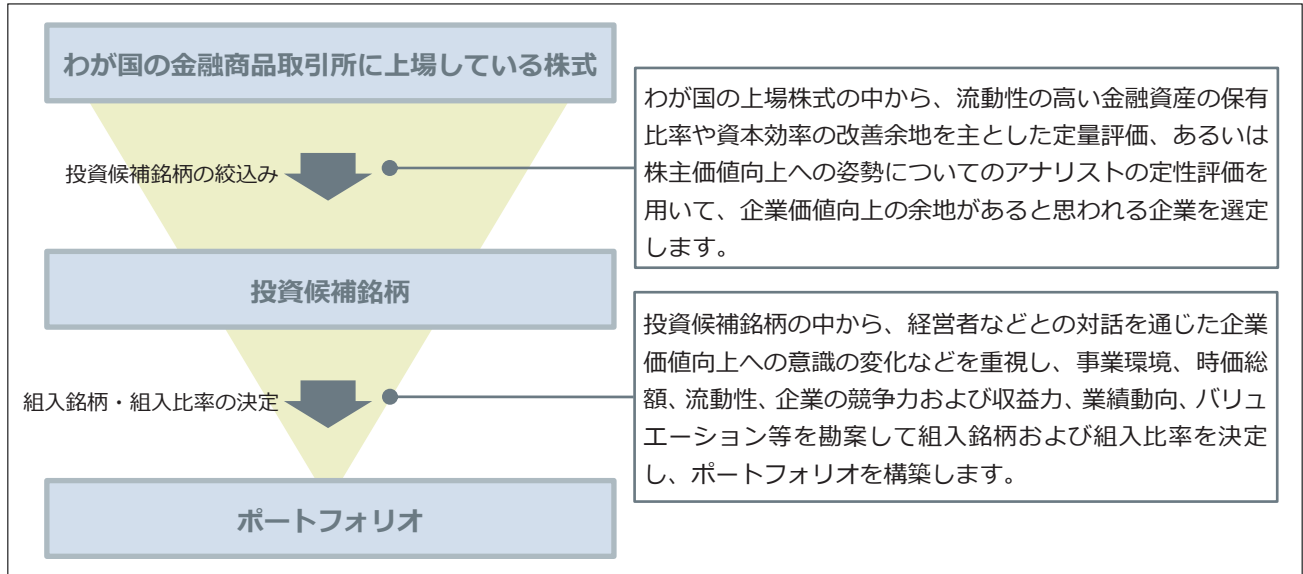 わが国の金融商品取引所に上場している株式
投資候補銘柄の絞込み
わが国の上場株式の中から、流動性の高い金融資産の保有
比率や資本効率の改善余地を主とした定量評価、あるいは
株主価値向上への姿勢についてのアナリストの定性評価を
用いて、企業価値向上の余地があると思われる企業を選定
します。
投資候補銘柄
組入銘柄・組入比率の決定
投資候補銘柄の中から、経営者などとの対話を通じた企業
価値向上への意識の変化などを重視し、事業環境、時価総
額、流動性、企業の競争力および収益力、業績動向、バリュ
エーション等を勘案して組入銘柄および組入比率を決定
し、ポートフォリオを構築します。
ポートフォリオ